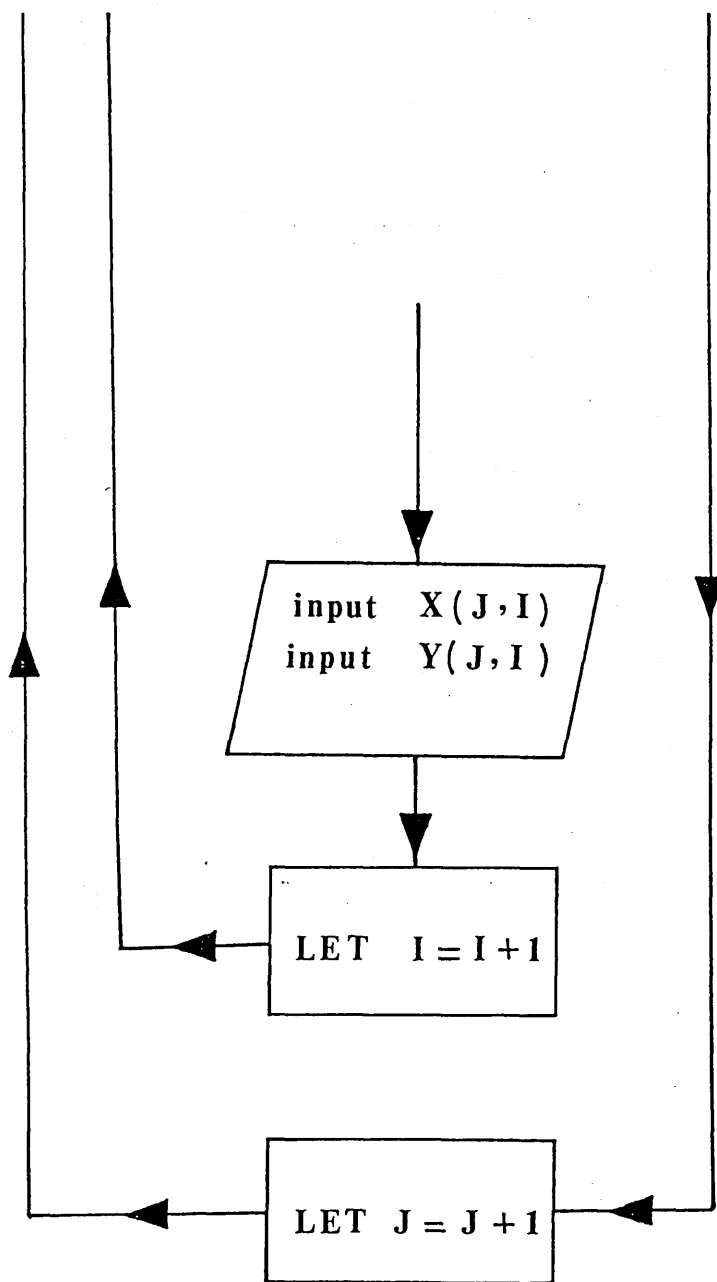 input X(J,I)
input Y(J,I)
LET I = I + 1
LET J = J + 1